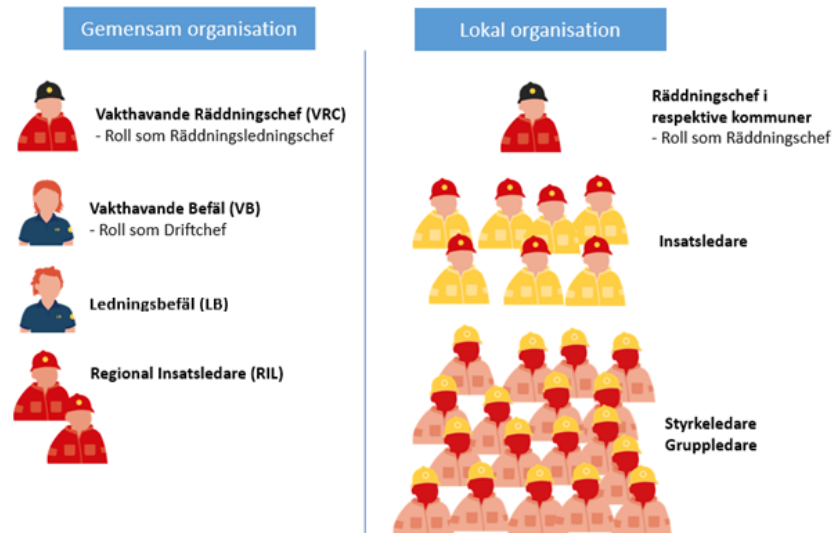 Gemensam organisation
Vakthavande Räddningschef (VRC)
- Roll som Räddningsledningschef
Vakthavande Befäl (VB)
- Roll som Driftchef
Ledningsbefäl (LB)
Regional Insatsledare (RIL)
Lokal organisation
Räddningschef i
respektive kommuner
- Roll som Räddningschef
Insatsledare
Styrkeledare
Gruppledare